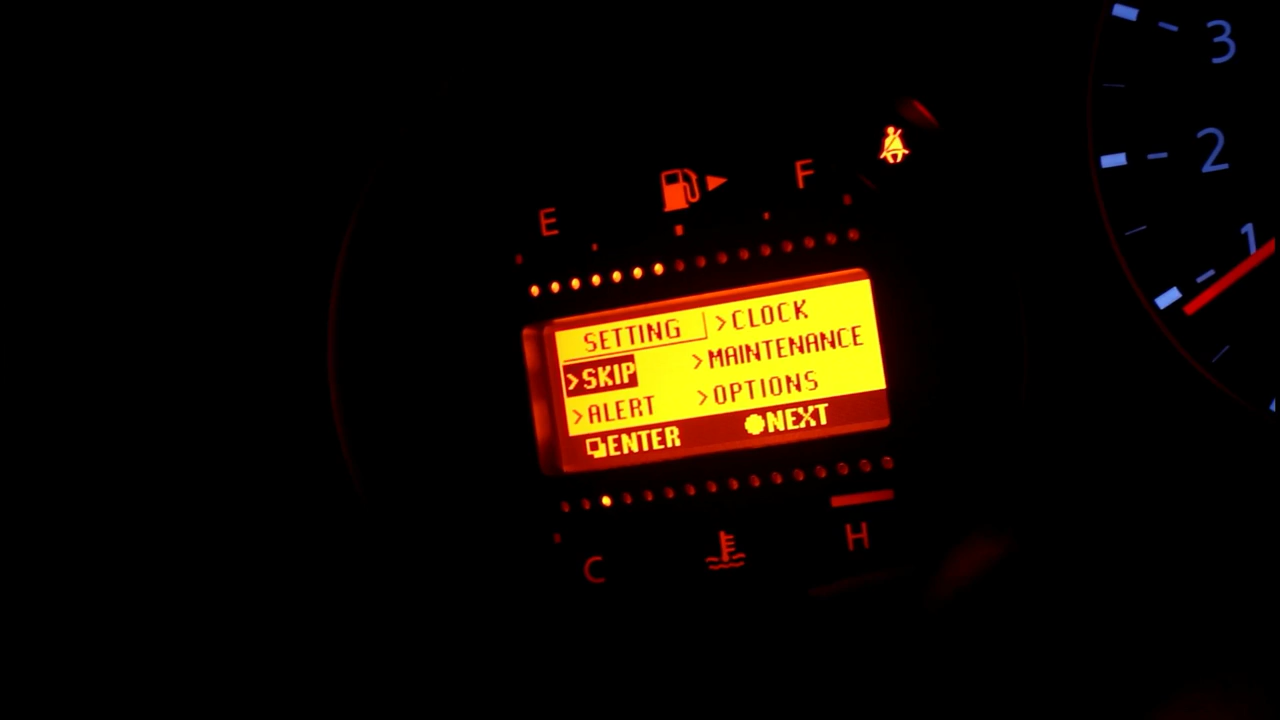 3
2
1
E F
SETTING >CLOCK
>SKIP >MAINTENANCE
>ALERT >OPTIONS
ENTER NEXT
C H